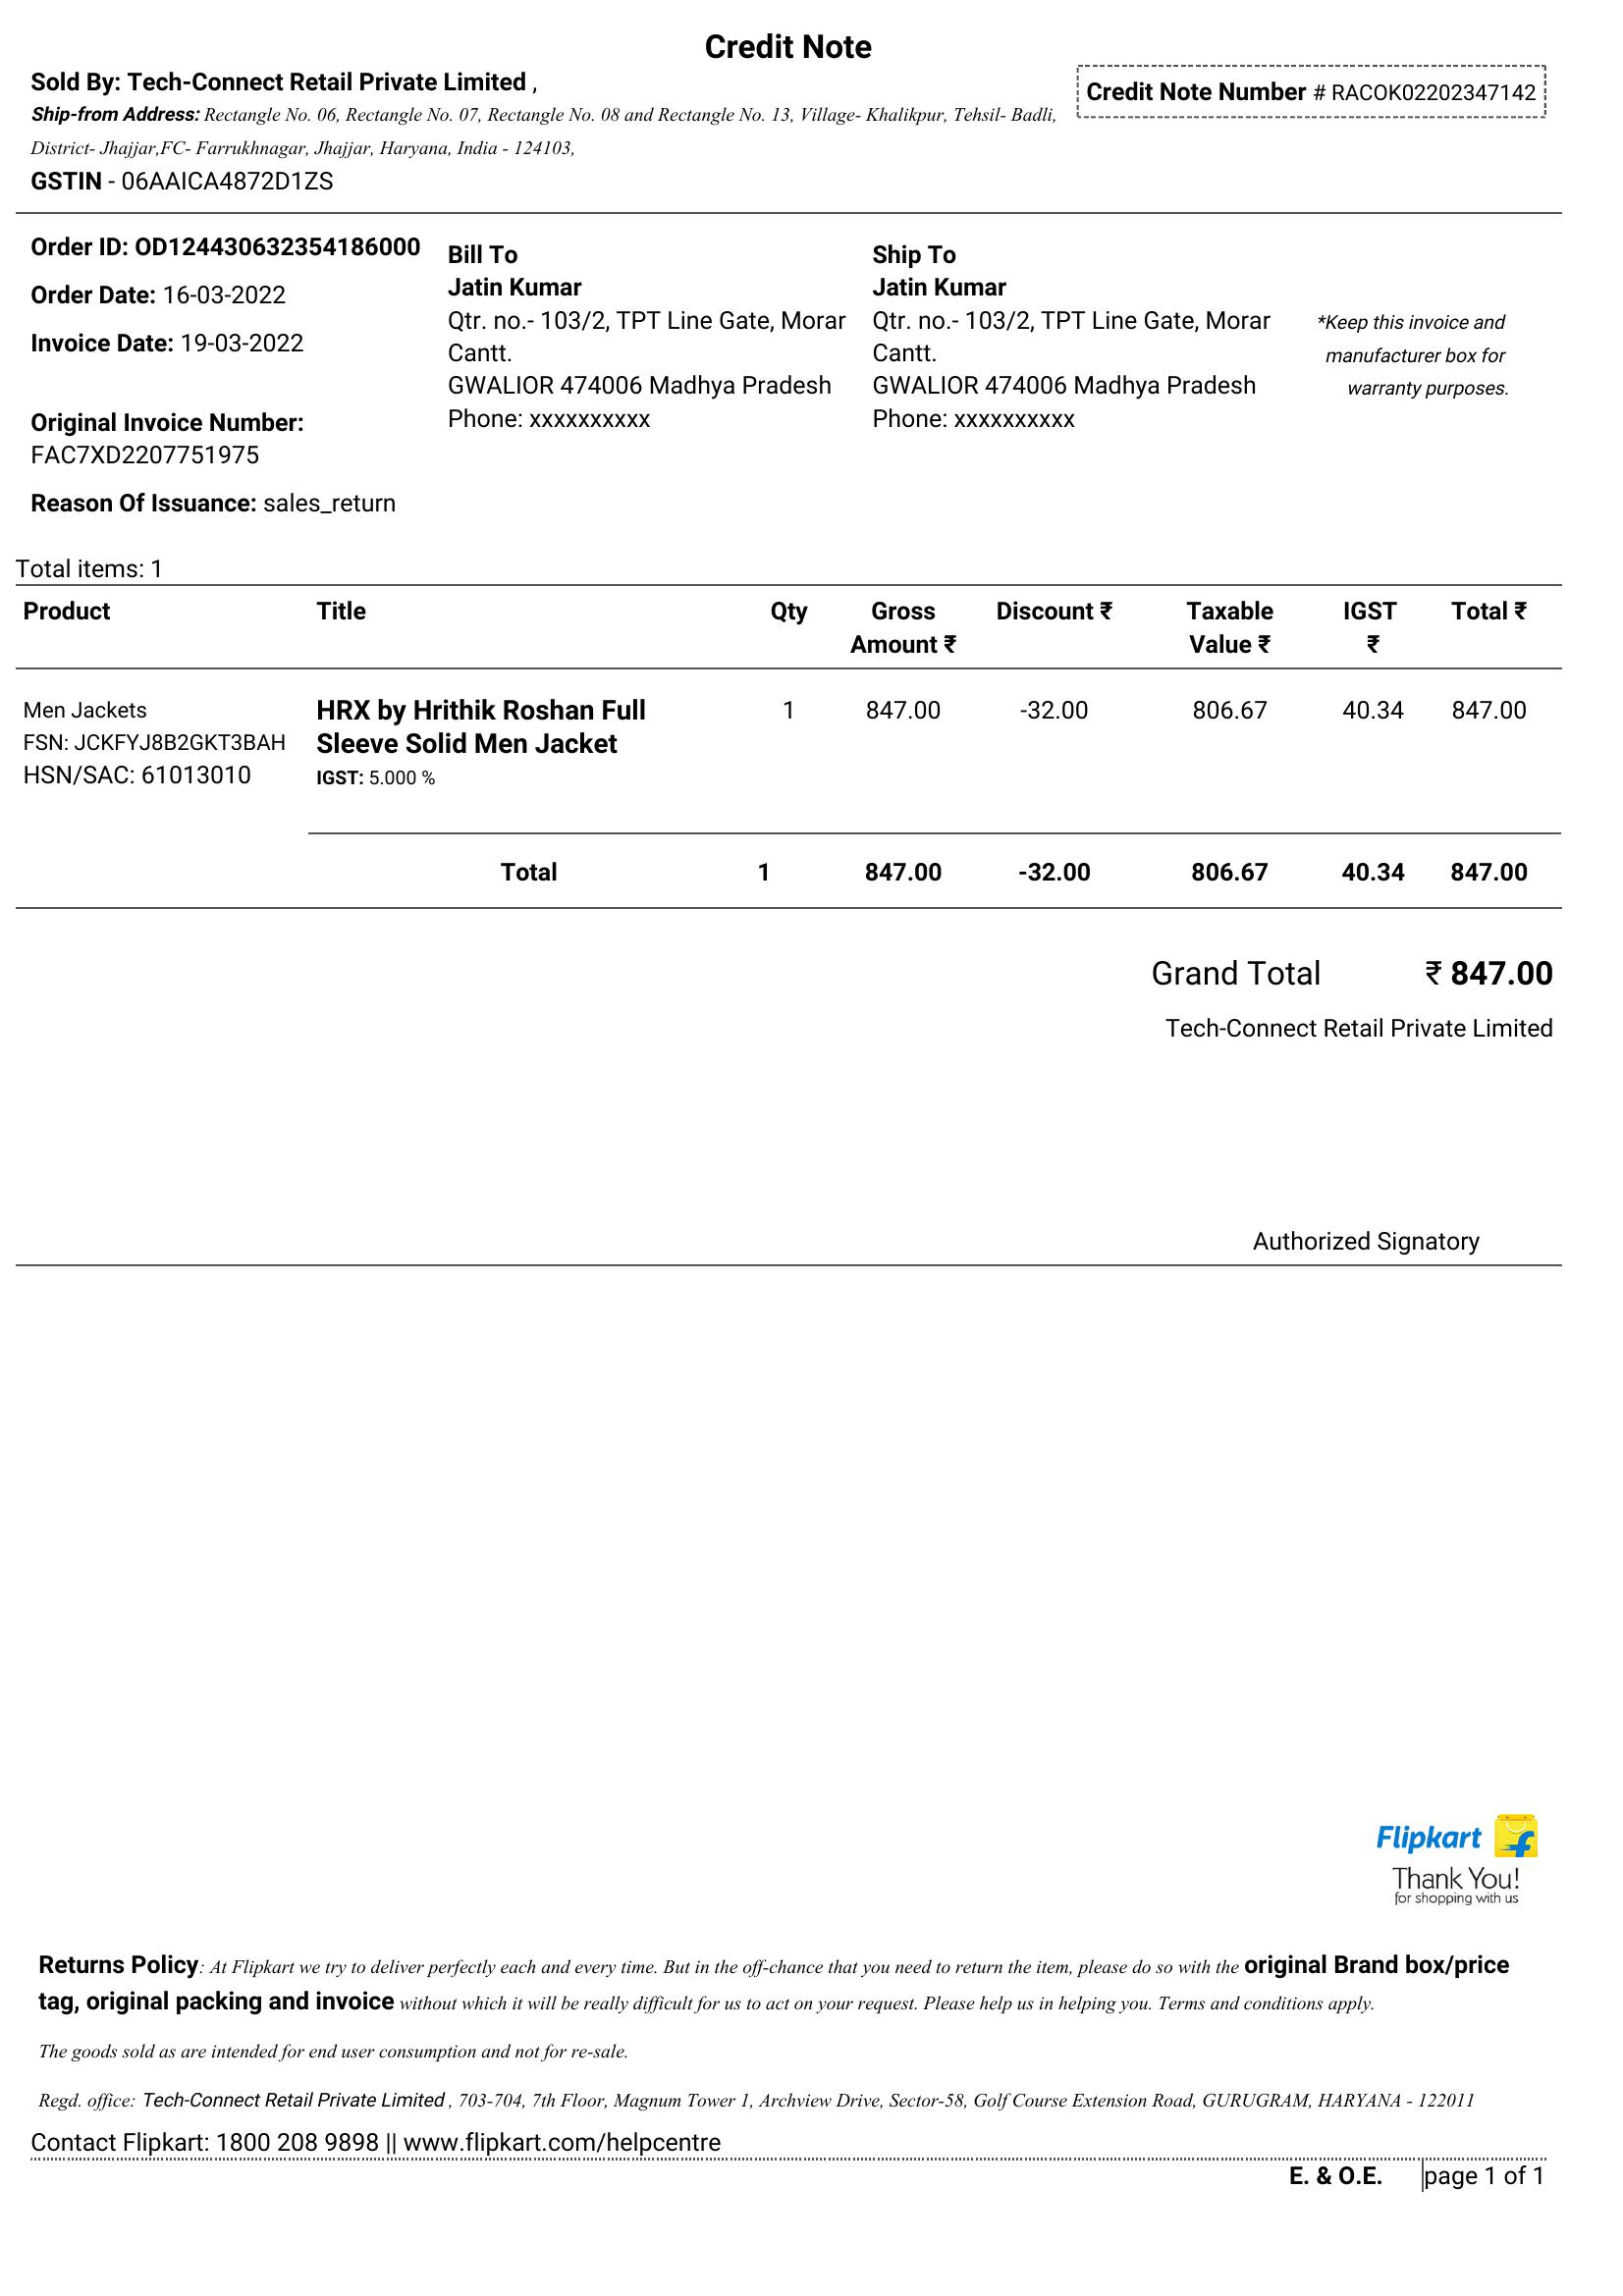 Credit Note
Sold By: Tech-Connect Retail Private Limited ,
Credit Note Number # RACOK02202347142
Ship-from Address: Rectangle No. 06, Rectangle No. 07, Rectangle No. 08 and Rectangle No. 13, Village- Khalikpur, Tehsil- Badli,
District- Jhajjar,FC- Farrukhnagar, Jhajjar, Haryana, India - 124103,
GSTIN - 06AAICA4872D1ZS
Order ID: OD124430632354186000
Order Date: 16-03-2022
Invoice Date: 19-03-2022
Original Invoice Number:
FAC7XD2207751975
Reason Of Issuance: sales_return
Bill To
Jatin Kumar
Qtr. no.- 103/2, TPT Line Gate, Morar
Cantt.
GWALIOR 474006 Madhya Pradesh
Phone: xxxxxxxxxx
Ship To
Jatin Kumar
Qtr. no.- 103/2, TPT Line Gate, Morar
Cantt.
GWALIOR 474006 Madhya Pradesh
Phone: xxxxxxxxxx
*Keep this invoice and
manufacturer box for
warranty purposes.
Total items: 1
Product Title Qty Gross Discount ₹ Taxable IGST Total ₹
Amount ₹ Value ₹ ₹
Men Jackets HRX by Hrithik Roshan Full 1 847.00 -32.00 806.67 40.34 847.00
FSN: JCKFYJ8B2GKT3BAH Sleeve Solid Men Jacket
HSN/SAC: 61013010 IGST: 5.000 %
Total 1 847.00 -32.00 806.67 40.34 847.00
Grand Total ₹ 847.00
Tech-Connect Retail Private Limited
Authorized Signatory
Flipkart
Thank You!
for shopping with us
Returns Policy: At Flipkart we try to deliver perfectly each and every time. But in the off-chance that you need to return the item, please do so with the original Brand box/price
tag, original packing and invoice without which it will be really difficult for us to act on your request. Please help us in helping you. Terms and conditions apply.
The goods sold as are intended for end user consumption and not for re-sale.
Regd. office: Tech-Connect Retail Private Limited , 703-704, 7th Floor, Magnum Tower 1, Archview Drive, Sector-58, Golf Course Extension Road, GURUGRAM, HARYANA - 122011
Contact Flipkart: 1800 208 9898 || www.flipkart.com/helpcentre
E. & O.E. page 1 of 1